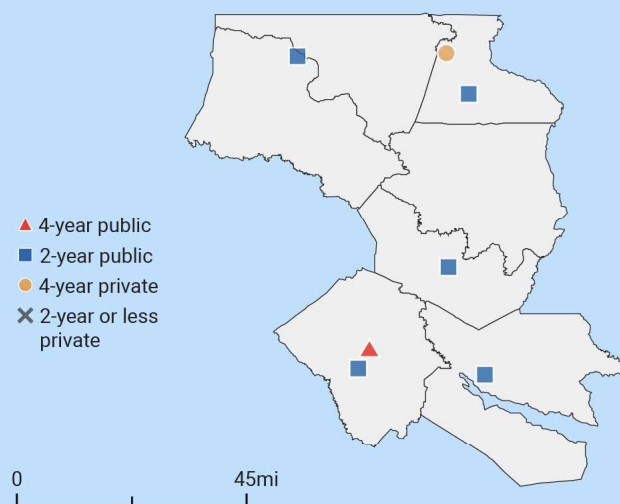 4-year public
2-year public
4-year private
2-year or less
private
0
45mi